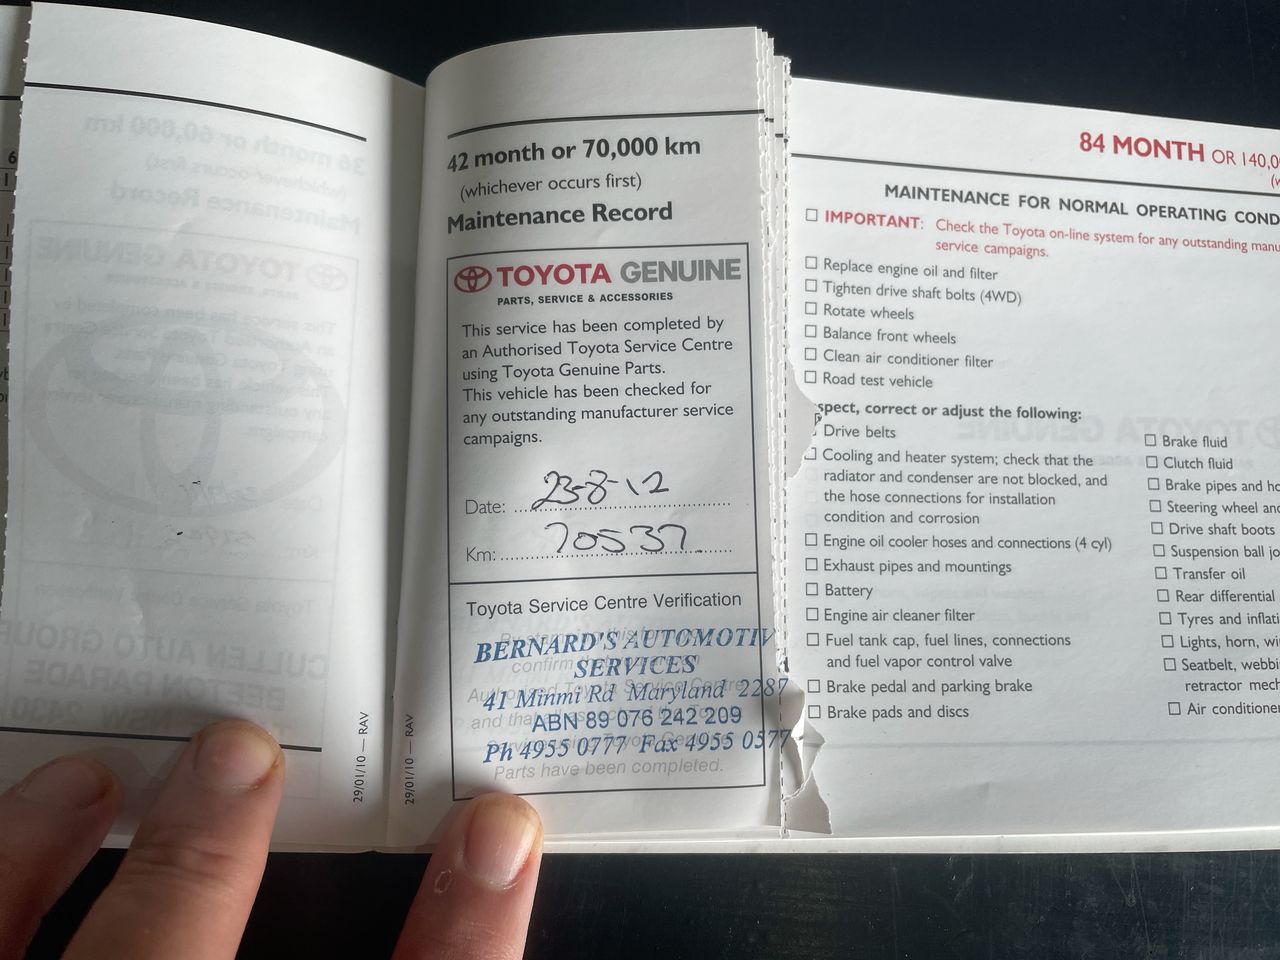 42 month or 70,000 km
(whichever occurs first)
Maintenance Record
TOYOTA GENUINE
PARTS, SERVICE & ACCESSORIES
This service has been completed by
an Authorised Toyota Service Centre
using Toyota Genuine Parts.
This vehicle has been checked for
any outstanding manufacturer service
campaigns.
Date: 23-8-12
Km: 70537
Toyota Service Centre Verification
BERNARD'S AUTOMOTIV
SERVICES
41 Minmi Rd Maryland 2287
ABN 89 076 242 209
Ph 4955 0777 Fax 4955 0577
Parts have been completed.
29/01/10 — RAV
29/01/10 — RAV
84 MONTH OR 140,0
MAINTENANCE FOR NORMAL OPERATING COND
IMPORTANT: Check the Toyota on-line system for any outstanding manu
service campaigns.
Replace engine oil and filter
Tighten drive shaft bolts (4WD)
Rotate wheels
Balance front wheels
Clean air conditioner filter
Road test vehicle
spect, correct or adjust the following:
Drive belts
Cooling and heater system; check that the
radiator and condenser are not blocked, and
the hose connections for installation
condition and corrosion
Engine oil cooler hoses and connections (4 cyl)
Exhaust pipes and mountings
Battery
Engine air cleaner filter
Fuel tank cap, fuel lines, connections
and fuel vapor control valve
Brake pedal and parking brake
Brake pads and discs
Brake fluid
Clutch fluid
Brake pipes and ho
Steering wheel and
Drive shaft boots
Suspension ball jo
Transfer oil
Rear differential
Tyres and inflati
Lights, horn, wi
Seatbelt, webbi
retractor mech
Air conditioner